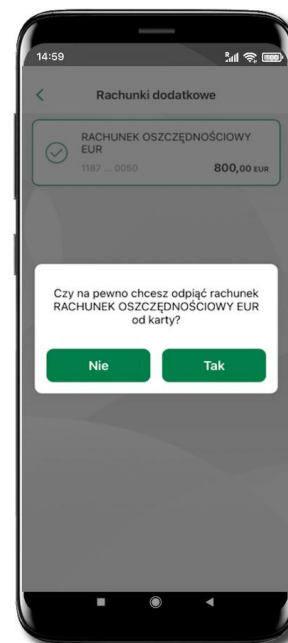 14:59
Rachunki dodatkowe
RACHUNEK OSZCZĘDNOŚCIOWY
EUR
1187 ... 0050 800,00 EUR
Czy na pewno chcesz odpiąć rachunek
RACHUNEK OSZCZĘDNOŚCIOWY EUR
od karty?
Nie Tak